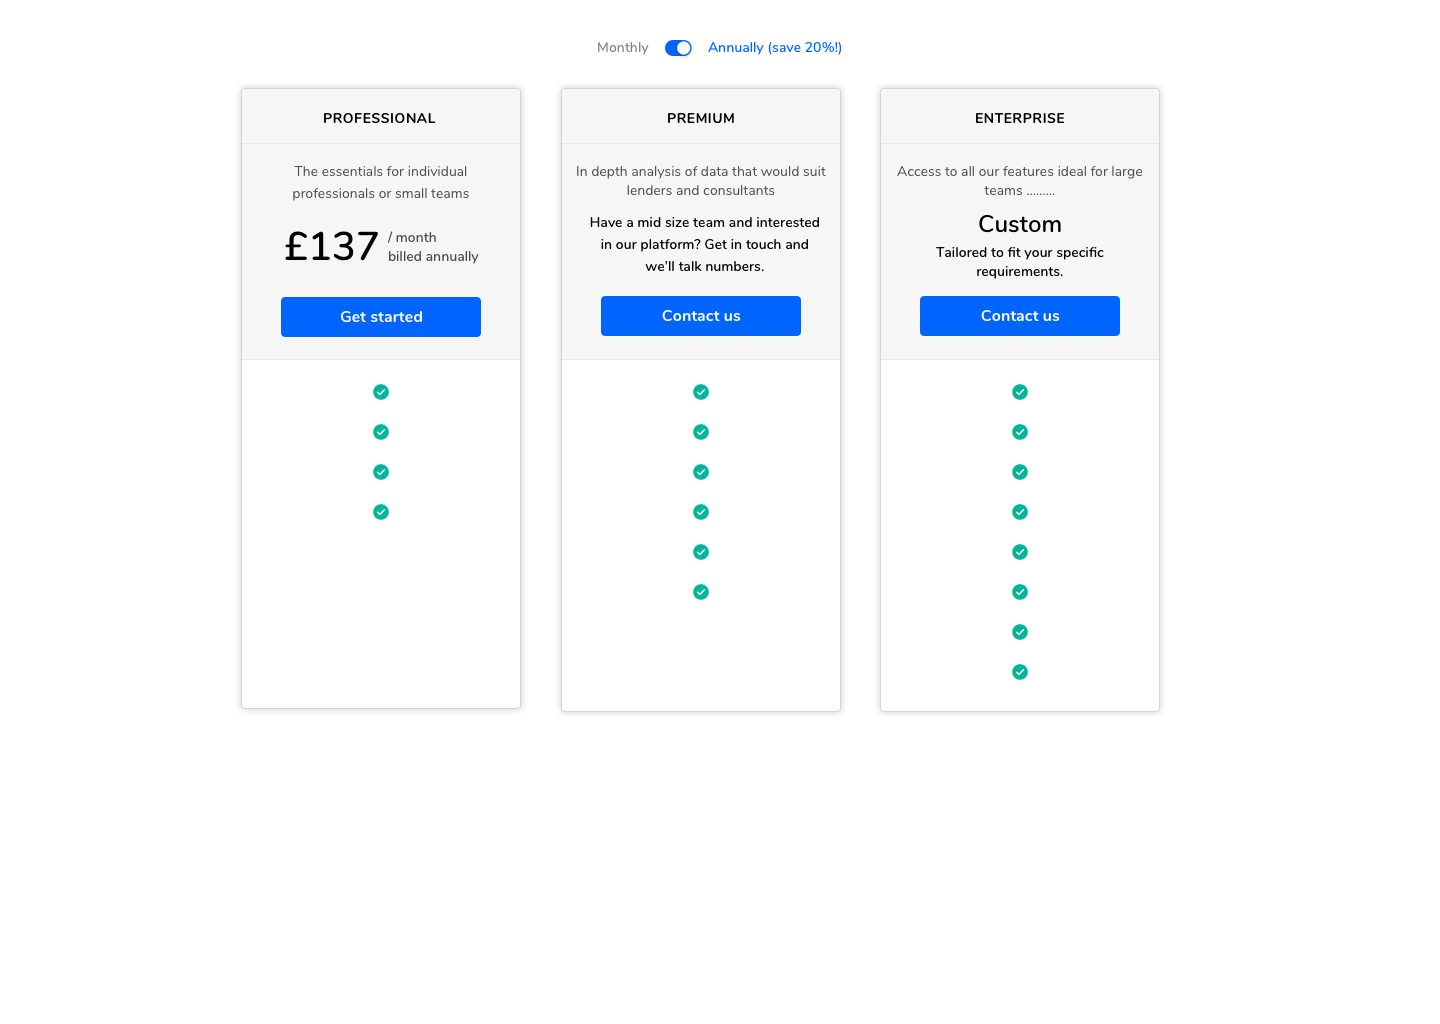 Monthly Annually (save 20%!)
PROFESSIONAL
The essentials for individual
professionals or small teams
£137 / month
billed annually
Get started
PREMIUM
In depth analysis of data that would suit
lenders and consultants
Have a mid size team and interested
in our platform? Get in touch and
we'll talk numbers.
Contact us
ENTERPRISE
Access to all our features ideal for large
teams .........
Custom
Tailored to fit your specific
requirements.
Contact us